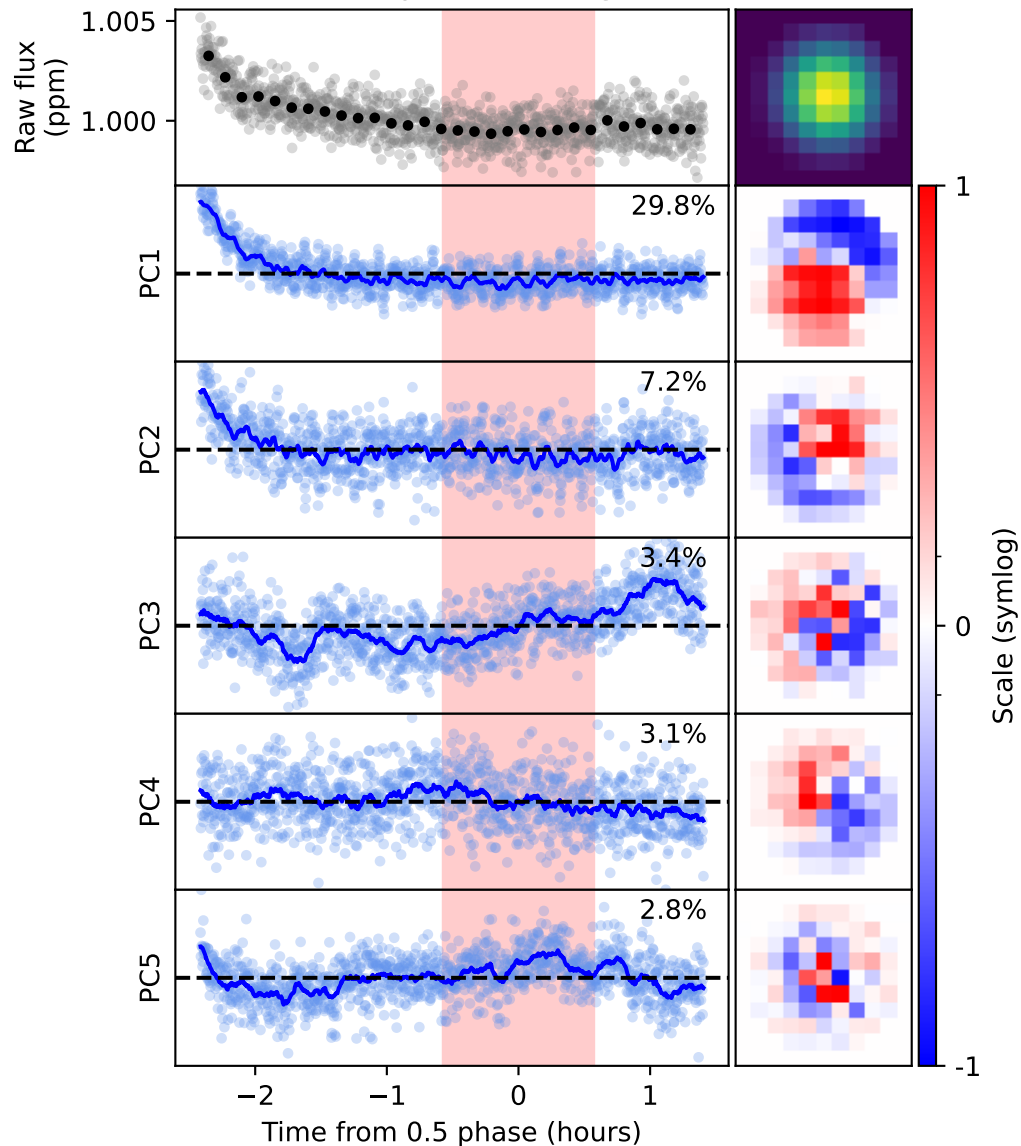 Raw flux
(ppm)
1.005
1.000
PC1
29.8%
1
PC2
7.2%
PC3
3.4%
0
Scale (symlog)
PC4
3.1%
PC5
2.8%
-1
−2
−1
0
1
Time from 0.5 phase (hours)